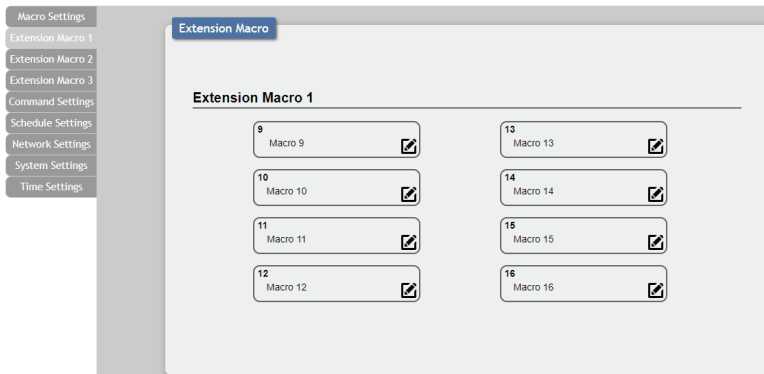 Macro Settings
Extension Macro 1
Extension Macro 2
Extension Macro 3
Command Settings
Schedule Settings
Network Settings
System Settings
Time Settings
Extension Macro
Extension Macro 1
9
Macro 9
10
Macro 10
11
Macro 11
12
Macro 12
13
Macro 13
14
Macro 14
15
Macro 15
16
Macro 16